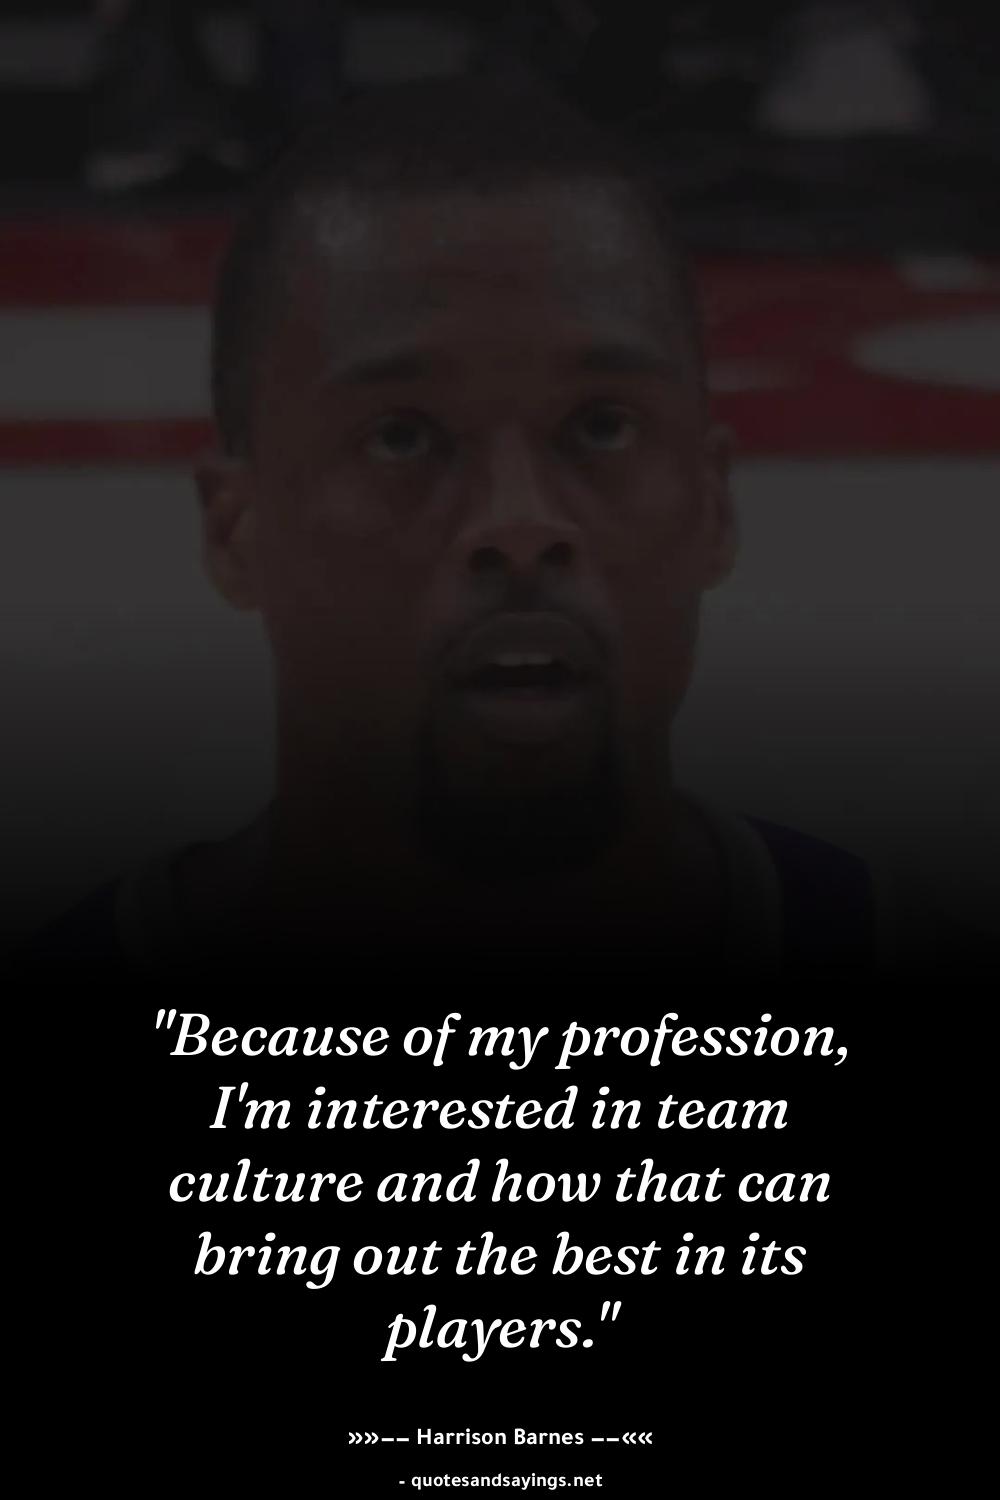 "Because of my profession,
I'm interested in team
culture and how that can
bring out the best in its
players."
»»–– Harrison Barnes ––««
- quotesandsayings.net